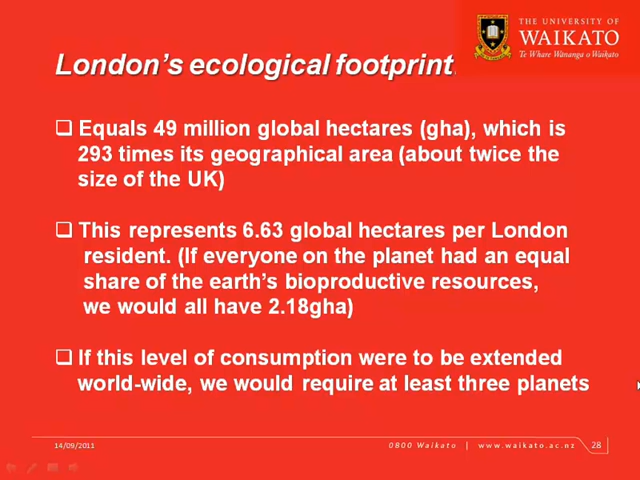 THE UNIVERSITY OF
WAIKATO
Te Whare Wānanga o Waikato
London's ecological footprint
Equals 49 million global hectares (gha), which is
293 times its geographical area (about twice the
size of the UK)
This represents 6.63 global hectares per London
resident. (If everyone on the planet had an equal
share of the earth's bioproductive resources,
we would all have 2.18gha)
If this level of consumption were to be extended
world-wide, we would require at least three planets
14/09/2011
0800 Waikato | www.waikato.ac.nz 28